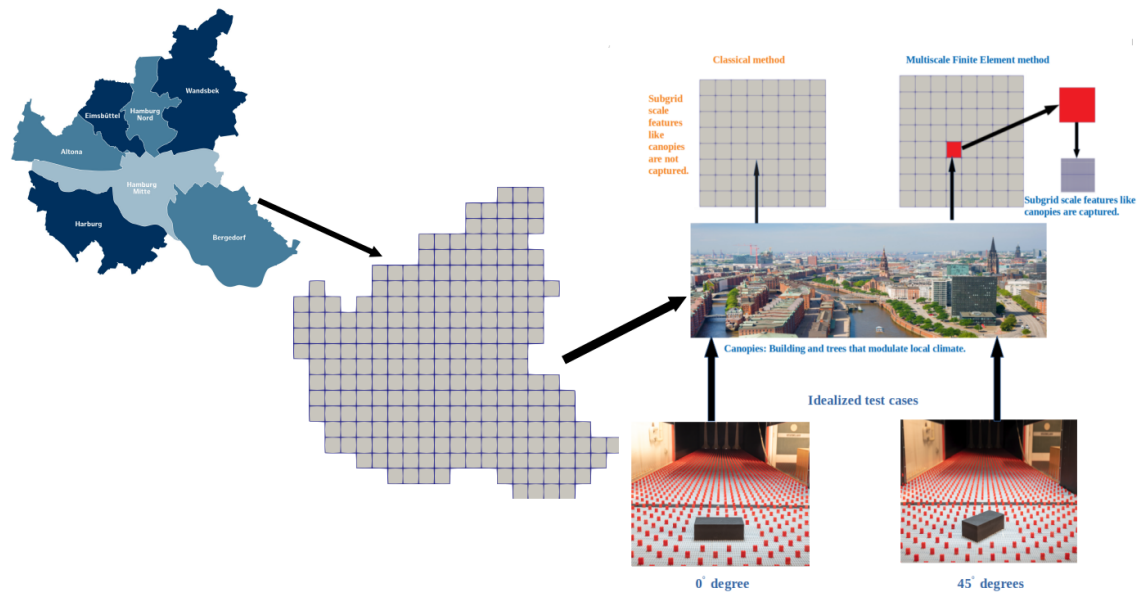 Wandsbek
Hamburg
Nord
Eimsbüttel
Altona
Hamburg
Mitte
Harburg
Bergedorf
Classical method
Subgrid
scale
features
like
canopies
are not
captured.
Multiscale Finite Element method
Subgrid scale features like
canopies are captured.
Canopies: Building and trees that modulate local climate.
Idealized test cases
0° degree
45° degrees